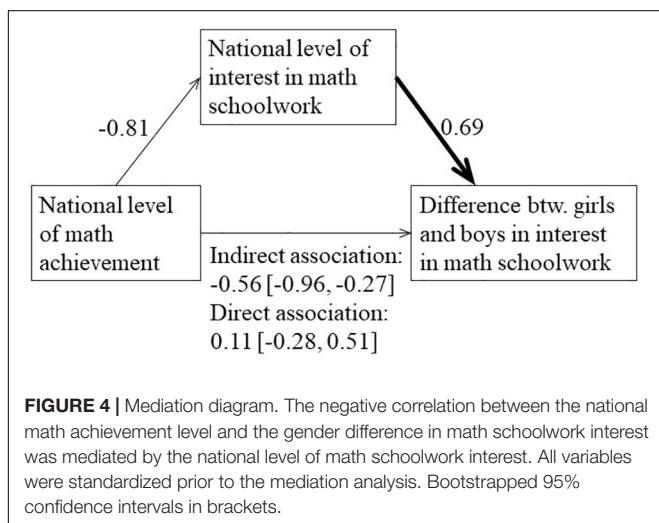 National level of
interest in math
schoolwork
-0.81
0.69
National level
of math
achievement
Difference btw. girls
and boys in interest
in math schoolwork
Indirect association:
-0.56 [-0.96, -0.27]
Direct association:
0.11 [-0.28, 0.51]
FIGURE 4 | Mediation diagram. The negative correlation between the national
math achievement level and the gender difference in math schoolwork interest
was mediated by the national level of math schoolwork interest. All variables
were standardized prior to the mediation analysis. Bootstrapped 95%
confidence intervals in brackets.